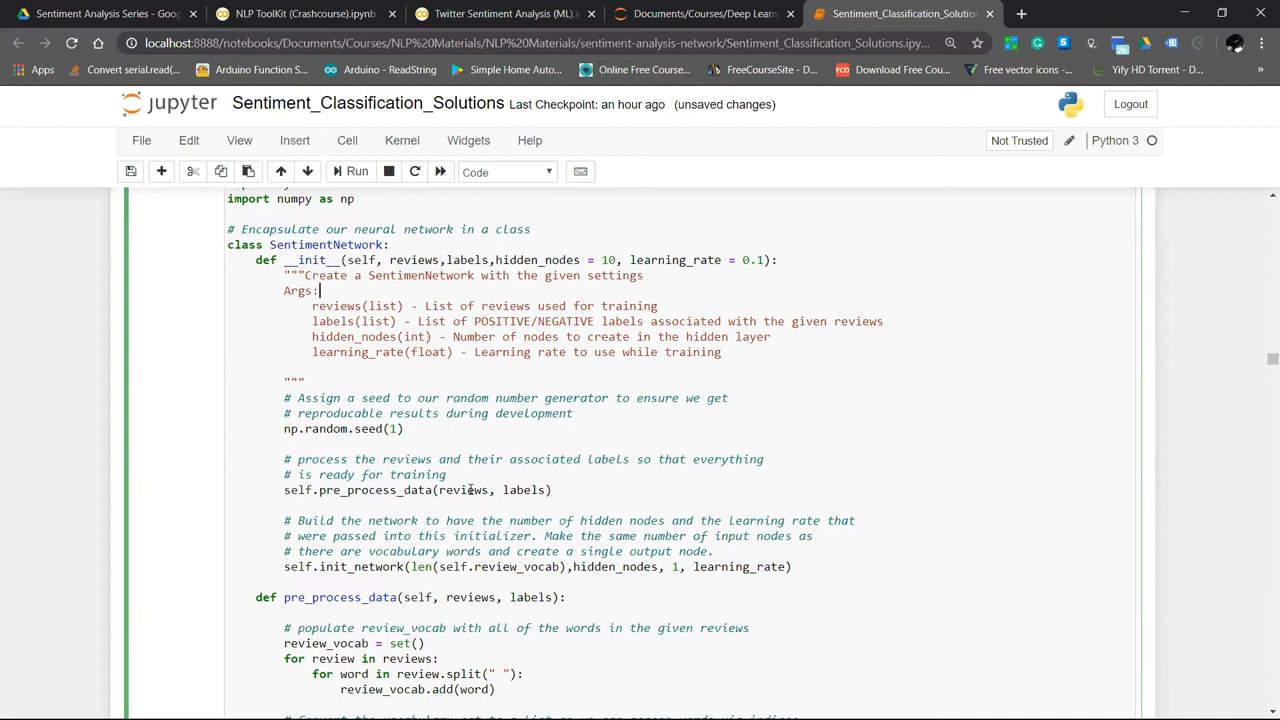 Sentiment Analysis Series - Goog
NLP ToolKit (Crashcourse).ipynb
Twitter Sentiment Analysis (ML).i
Documents/Courses/Deep Learn
Sentiment_Classification_Solution
localhost:8888/notebooks/Documents/Courses/NLP%20Materials/NLP%20Materials/sentiment-analysis-network/Sentiment_Classification_Solutions.ipy...
Apps
Convert serial.read(...
Arduino Function S...
Arduino - ReadString
Simple Home Auto...
Online Free Course...
FreeCourseSite - D...
Download Free Cou...
Free vector icons -...
Yify HD Torrent - D...
jupyter Sentiment_Classification_Solutions Last Checkpoint: an hour ago (unsaved changes) Logout
File Edit View Insert Cell Kernel Widgets Help Not Trusted Python 3
Run Code
import numpy as np
# Encapsulate our neural network in a class
class SentimentNetwork:
def __init__(self, reviews,labels,hidden_nodes = 10, learning_rate = 0.1):
"""Create a SentimenNetwork with the given settings
Args:
reviews(list) - List of reviews used for training
labels(list) - List of POSITIVE/NEGATIVE labels associated with the given reviews
hidden_nodes(int) - Number of nodes to create in the hidden layer
learning_rate(float) - Learning rate to use while training
"""
# Assign a seed to our random number generator to ensure we get
# reproducable results during development
np.random.seed(1)
# process the reviews and their associated labels so that everything
# is ready for training
self.pre_process_data(reviews, labels)
# Build the network to have the number of hidden nodes and the learning rate that
# were passed into this initializer. Make the same number of input nodes as
# there are vocabulary words and create a single output node.
self.init_network(len(self.review_vocab),hidden_nodes, 1, learning_rate)
def pre_process_data(self, reviews, labels):
# populate review_vocab with all of the words in the given reviews
review_vocab = set()
for review in reviews:
for word in review.split(" "):
review_vocab.add(word)